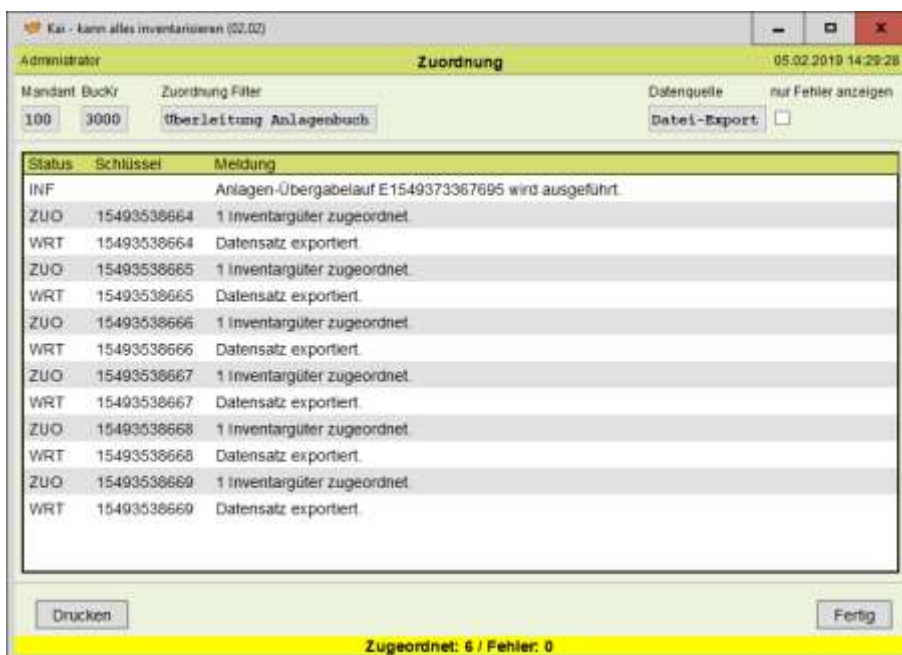 Kai - kann alles inventarisieren (02.02)
Administrator Zuordnung 05.02.2019 14:29:28
Mandant BucKr Zuordnung Filter Datenquelle nur Fehler anzeigen
100 3000 Überleitung Anlagenbuch Datei-Export
Status Schlüssel Meldung
INF Anlagen-Übergabelauf E1549373367695 wird ausgeführt.
ZUO 15493538664 1 Inventargüter zugeordnet.
WRT 15493538664 Datensatz exportiert.
ZUO 15493538665 1 Inventargüter zugeordnet.
WRT 15493538665 Datensatz exportiert.
ZUO 15493538666 1 Inventargüter zugeordnet.
WRT 15493538666 Datensatz exportiert.
ZUO 15493538667 1 Inventargüter zugeordnet.
WRT 15493538667 Datensatz exportiert.
ZUO 15493538668 1 Inventargüter zugeordnet.
WRT 15493538668 Datensatz exportiert.
ZUO 15493538669 1 Inventargüter zugeordnet.
WRT 15493538669 Datensatz exportiert.
Drucken Fertig
Zugeordnet: 6 / Fehler: 0